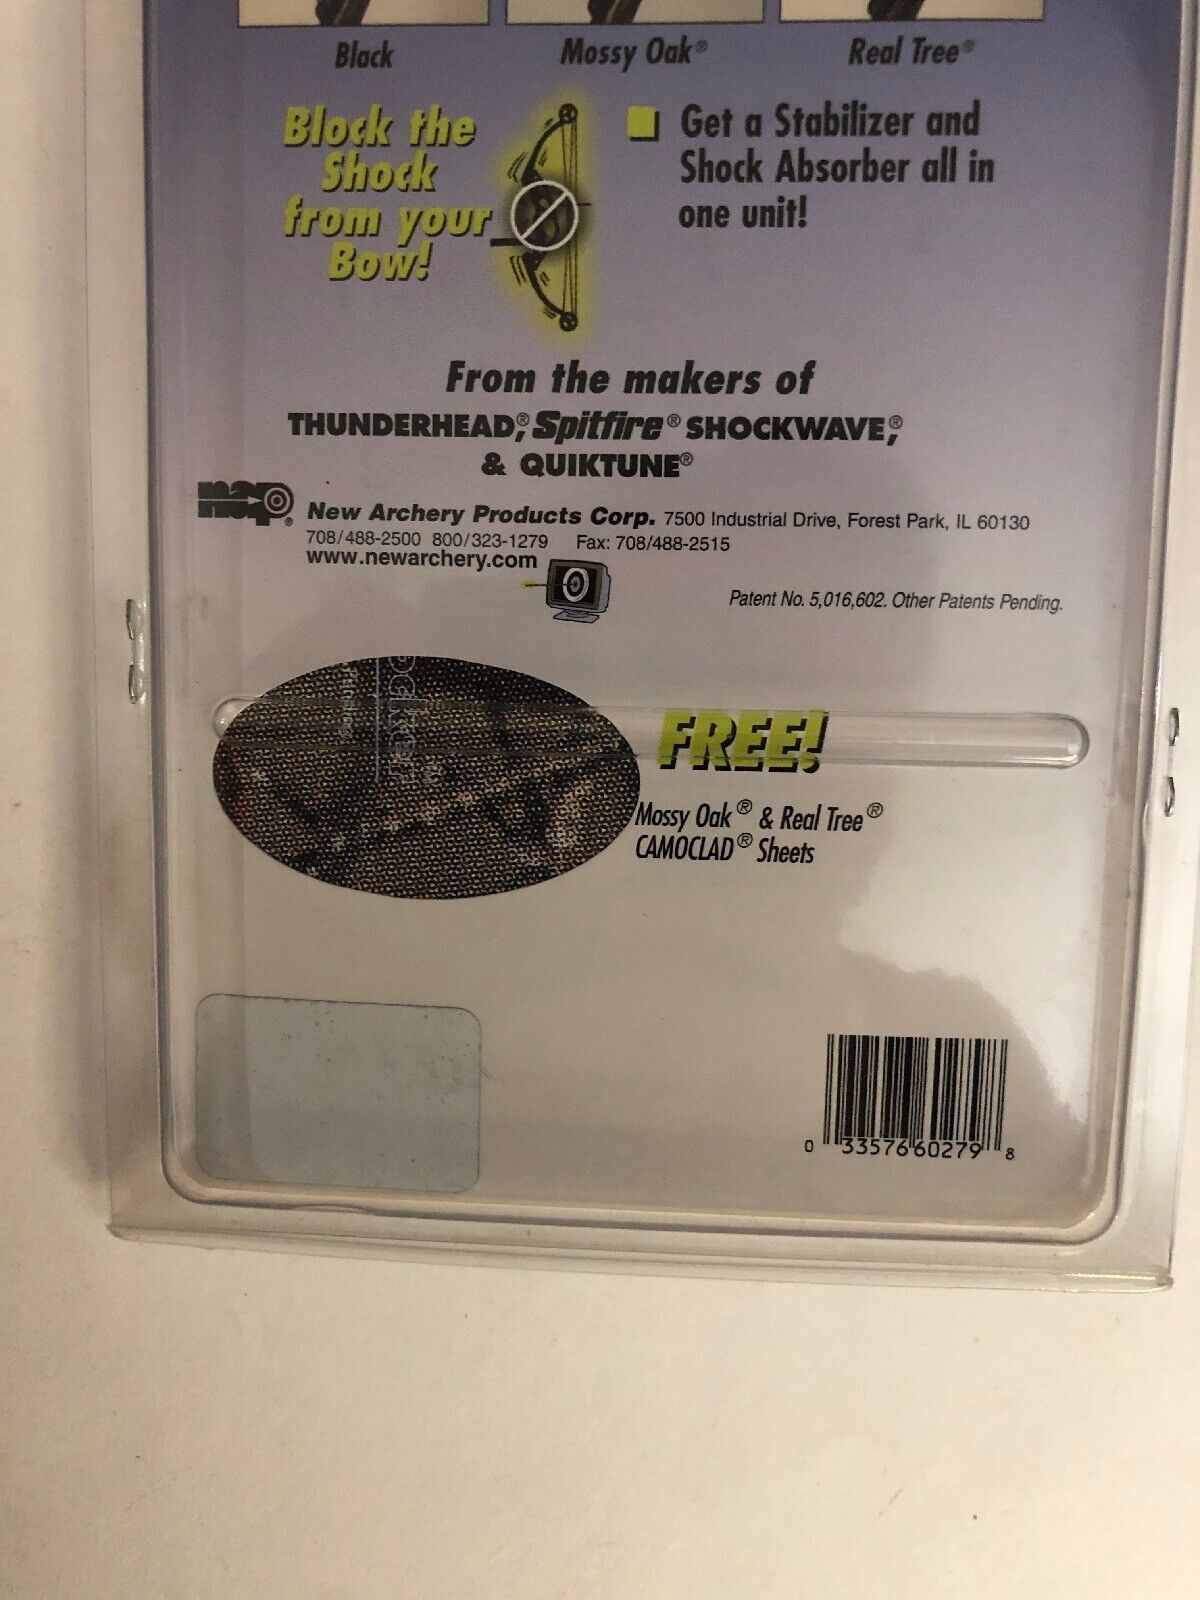 Black
Mossy Oak®
Real Tree®
Block the
Shock
from your
Bow!
Get a Stabilizer and
Shock Absorber all in
one unit!
From the makers of
THUNDERHEAD,® Spitfire® SHOCKWAVE,®
& QUIKTUNE®
nap®
New Archery Products Corp. 7500 Industrial Drive, Forest Park, IL 60130
708/488-2500 800/323-1279 Fax: 708/488-2515
www.newarchery.com
Patent No. 5,016,602. Other Patents Pending.
FREE!
Mossy Oak® & Real Tree®
CAMOCLAD® Sheets
0 33576 60279 8